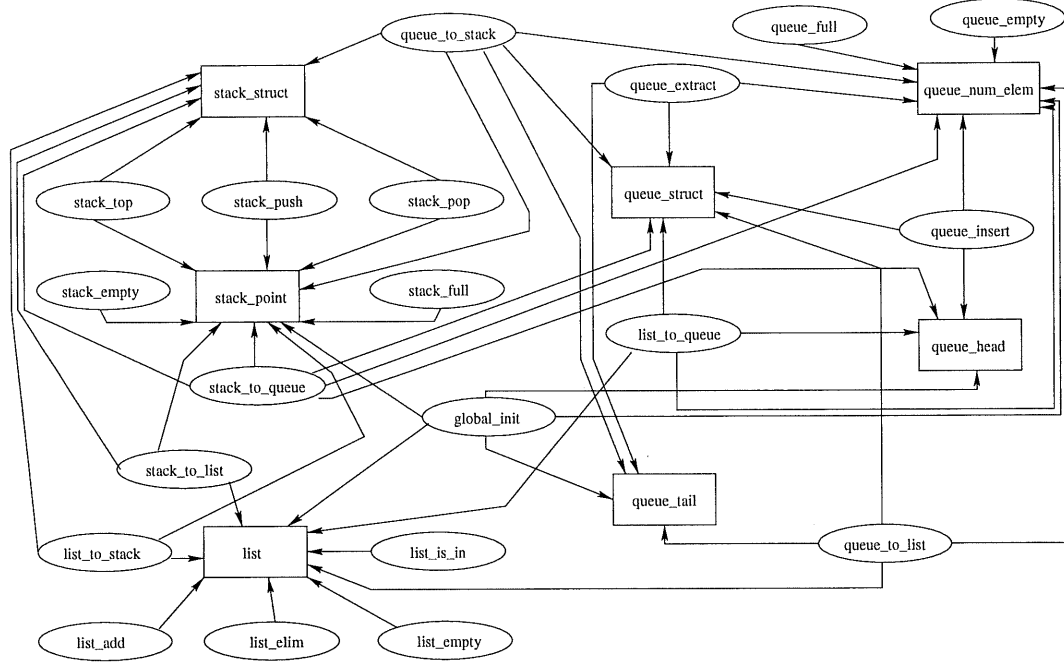 queue_to_stack
queue_full
queue_empty
stack_struct
queue_extract
queue_num_elem
stack_top
stack_push
stack_pop
queue_struct
queue_insert
stack_empty
stack_point
stack_full
list_to_queue
queue_head
stack_to_queue
global_init
stack_to_list
queue_tail
list_to_stack
list
list_is_in
queue_to_list
list_add
list_elim
list_empty